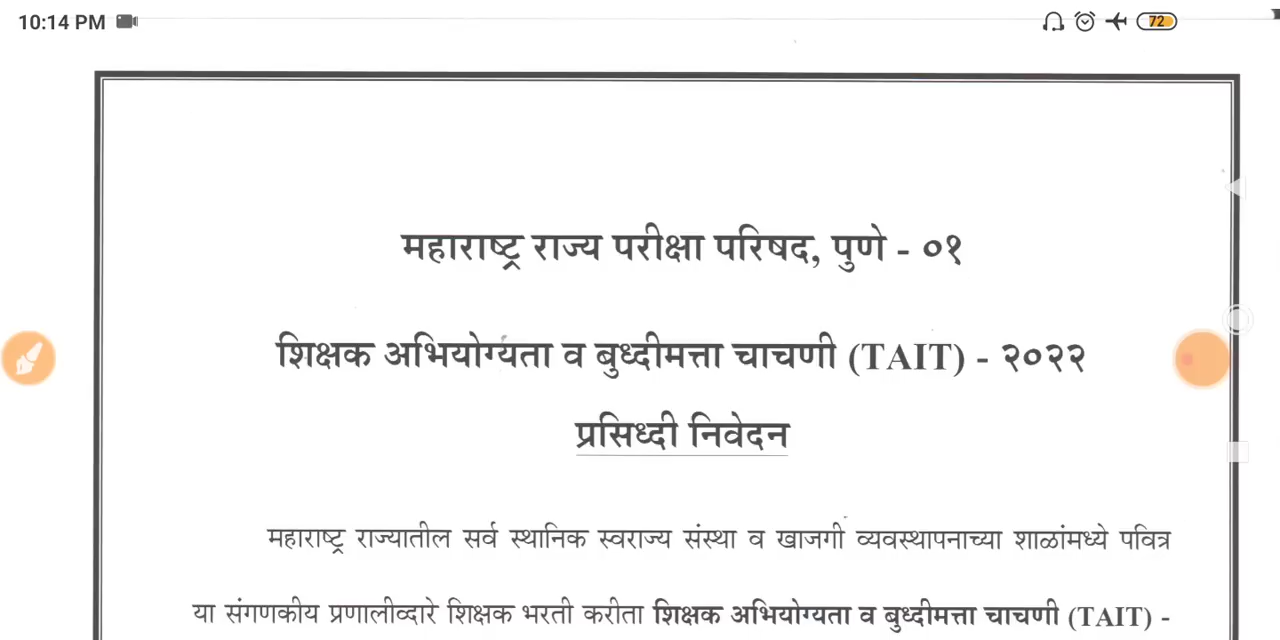 10:14 PM
72
महाराष्ट्र राज्य परीक्षा परिषद, पुणे - ०१
शिक्षक अभियोग्यता व बुध्दीमत्ता चाचणी (TAIT) - २०२२
प्रसिध्दी निवेदन
महाराष्ट्र राज्यातील सर्व स्थानिक स्वराज्य संस्था व खाजगी व्यवस्थापनाच्या शाळांमध्ये पवित्र
या संगणकीय प्रणालीव्दारे शिक्षक भरती करीता शिक्षक अभियोग्यता व बुध्दीमत्ता चाचणी (TAIT) -